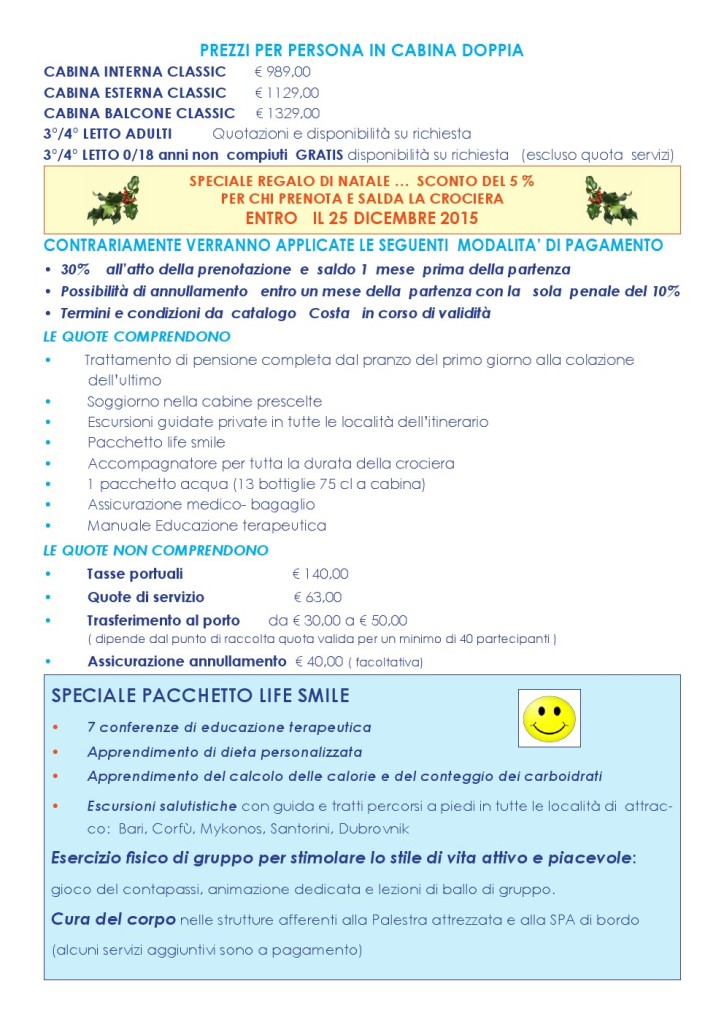 PREZZI PER PERSONA IN CABINA DOPPIA
CABINA INTERNA CLASSIC € 989,00
CABINA ESTERNA CLASSIC € 1129,00
CABINA BALCONE CLASSIC € 1329,00
3°/4° LETTO ADULTI Quotazioni e disponibilità su richiesta
3°/4° LETTO 0/18 anni non compiuti GRATIS disponibilità su richiesta (escluso quota servizi)
SPECIALE REGALO DI NATALE … SCONTO DEL 5 %
PER CHI PRENOTA E SALDA LA CROCIERA
ENTRO IL 25 DICEMBRE 2015
CONTRARIAMENTE VERRANNO APPLICATE LE SEGUENTI MODALITA' DI PAGAMENTO
• 30% all'atto della prenotazione e saldo 1 mese prima della partenza
• Possibilità di annullamento entro un mese della partenza con la sola penale del 10%
• Termini e condizioni da catalogo Costa in corso di validità
LE QUOTE COMPRENDONO
• Trattamento di pensione completa dal pranzo del primo giorno alla colazione
dell'ultimo
• Soggiorno nella cabine prescelte
• Escursioni guidate private in tutte le località dell'itinerario
• Pacchetto life smile
• Accompagnatore per tutta la durata della crociera
• 1 pacchetto acqua (13 bottiglie 75 cl a cabina)
• Assicurazione medico- bagaglio
• Manuale Educazione terapeutica
LE QUOTE NON COMPRENDONO
• Tasse portuali € 140,00
• Quote di servizio € 63,00
• Trasferimento al porto da € 30,00 a € 50,00
( dipende dal punto di raccolta quota valida per un minimo di 40 partecipanti )
• Assicurazione annullamento € 40,00 ( facoltativa)
SPECIALE PACCHETTO LIFE SMILE
• 7 conferenze di educazione terapeutica
• Apprendimento di dieta personalizzata
• Apprendimento del calcolo delle calorie e del conteggio dei carboidrati
• Escursioni salutistiche con guida e tratti percorsi a piedi in tutte le località di attrac-
co: Bari, Corfù, Mykonos, Santorini, Dubrovnik
Esercizio fisico di gruppo per stimolare lo stile di vita attivo e piacevole:
gioco del contapassi, animazione dedicata e lezioni di ballo di gruppo.
Cura del corpo nelle strutture afferenti alla Palestra attrezzata e alla SPA di bordo
(alcuni servizi aggiuntivi sono a pagamento)